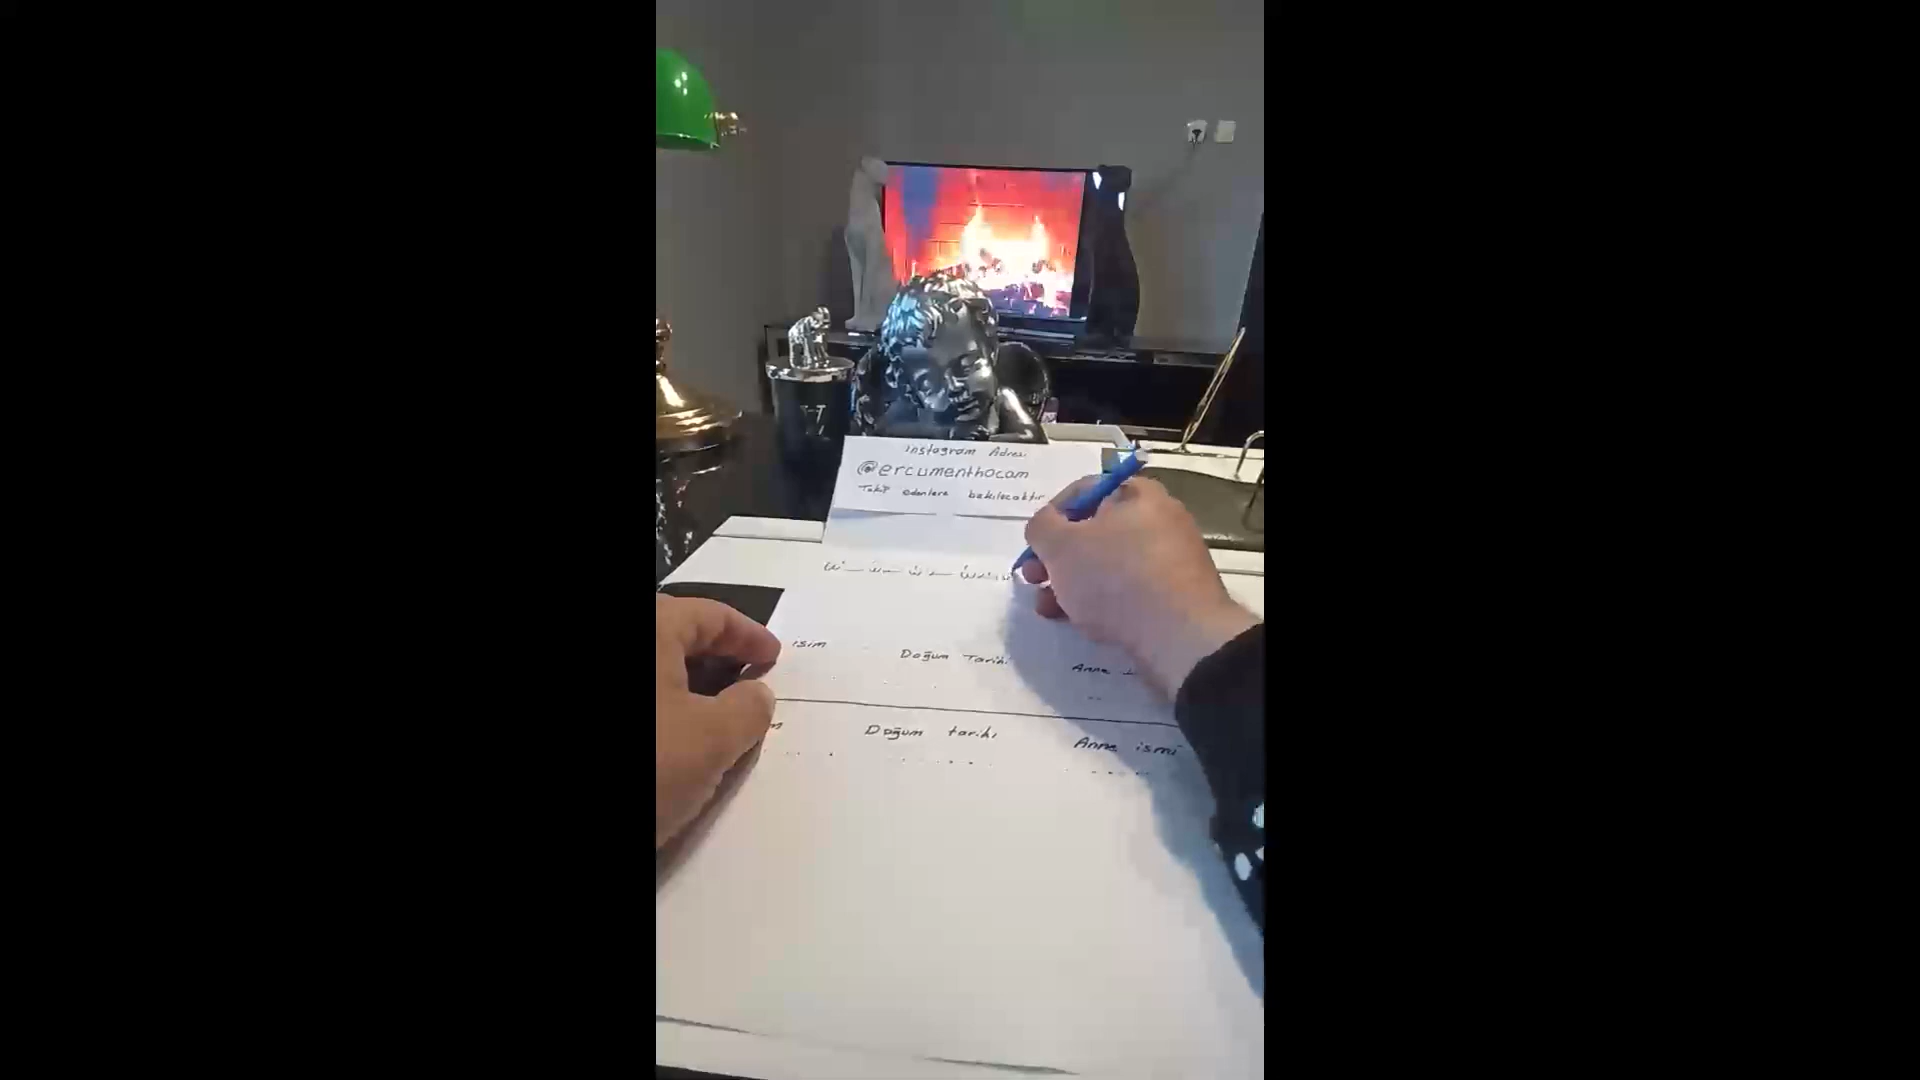 instagram Adresi
@ercumenthocam
Takip edenlere bakılacaktır
isim Doğum Tarihi Anne
Doğum tarihi Anne ismi